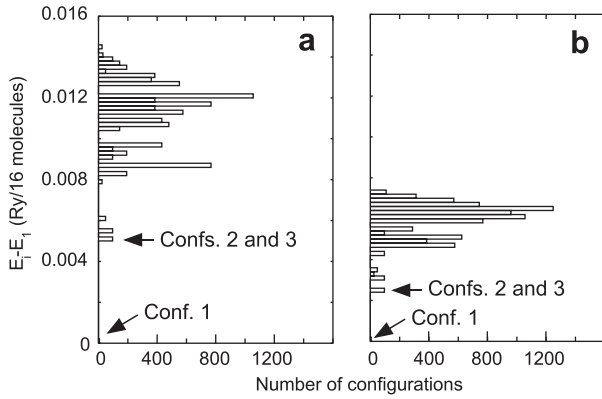 0.016
a
b
0.012
0.008
0.004
0
E_i-E_1 (Ry/16 molecules)
Confs. 2 and 3
Conf. 1
Confs. 2 and 3
Conf. 1
0 400 800 1200
0 400 800 1200
Number of configurations